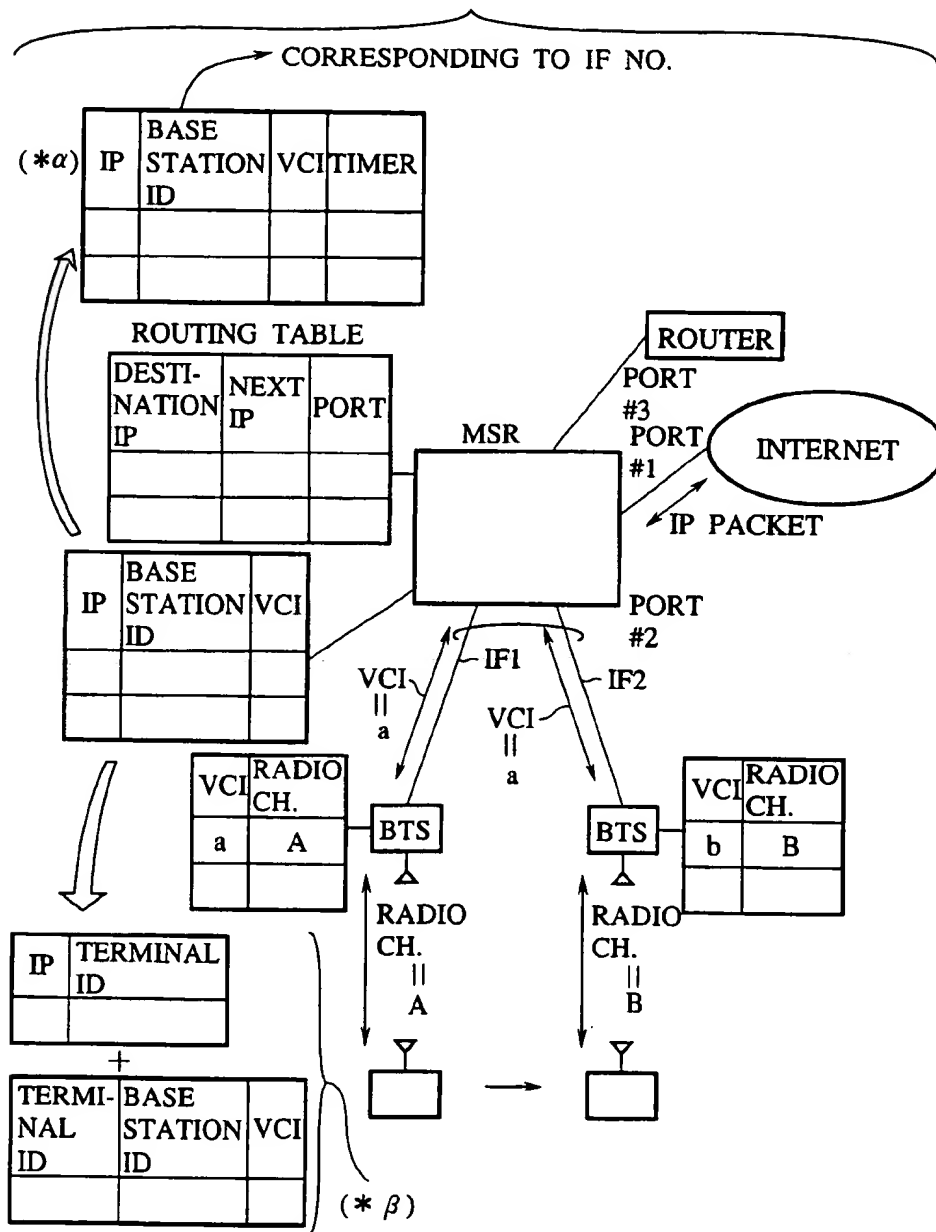 CORRESPONDING TO IF NO.
(*α)
IP
BASE
STATION
ID
VCI
TIMER
ROUTING TABLE
DESTI-
NATION
IP
NEXT
IP
PORT
ROUTER
PORT
#3
MSR
PORT
#1
INTERNET
IP PACKET
IP
BASE
STATION
ID
VCI
PORT
#2
IF1
IF2
VCI
=
a
VCI
=
a
VCI
RADIO
CH.
a
A
BTS
BTS
VCI
RADIO
CH.
b
B
RADIO
CH.
=
A
RADIO
CH.
=
B
IP
TERMINAL
ID
+
TERMI-
NAL
ID
BASE
STATION
ID
VCI
(* β)